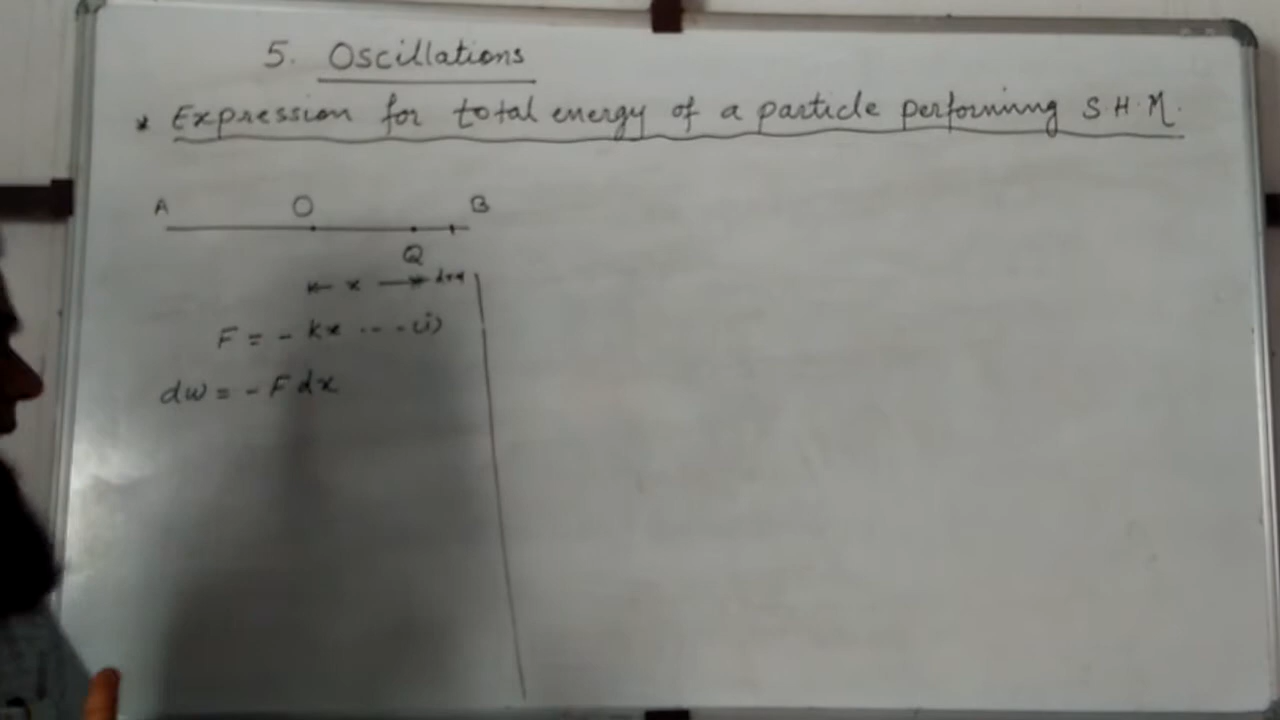 5. Oscillations
* Expression for total energy of a particle performing S.H.M.
A O B
Q
x dx
F = - kx --- (i)
dw = - F dx